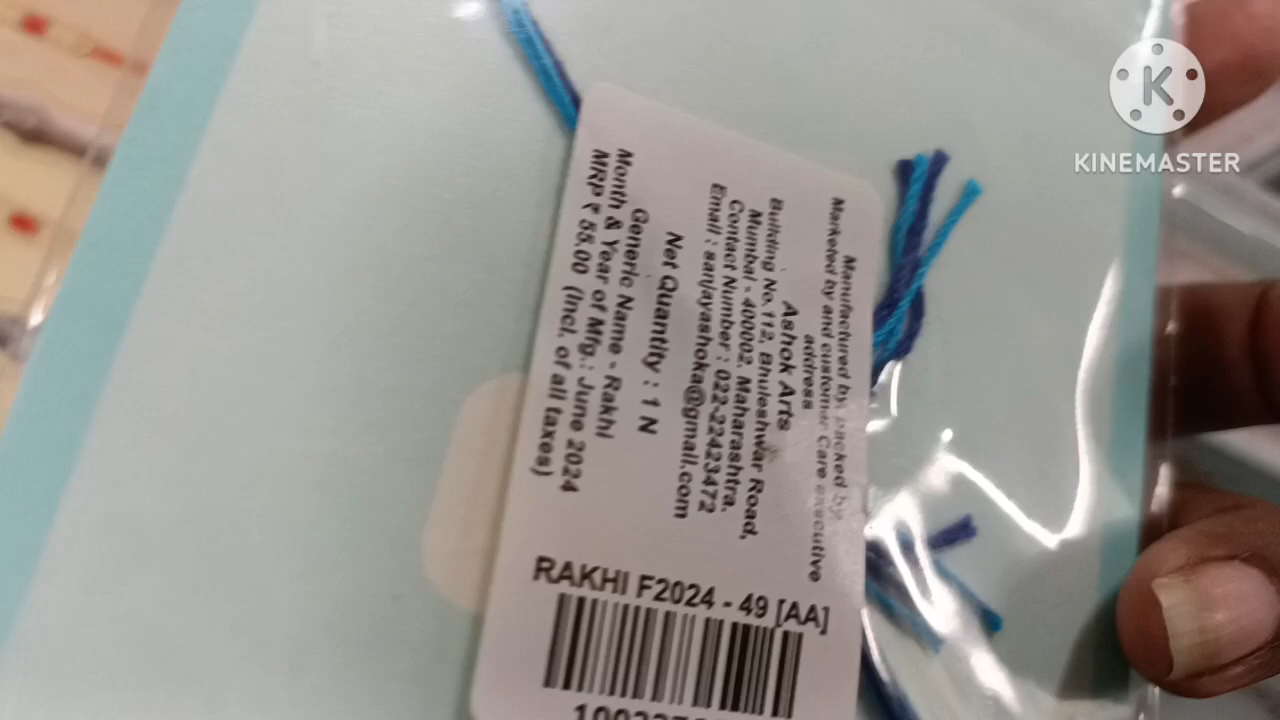 Manufactured by, packed by,
Marketed by and customer Care executive
address
Ashok Arts
Building No.112, Bhuleshwar Road,
Mumbai - 400002. Maharashtra.
Contact Number : 022-22423472
Email : sanjayashoka@gmail.com
Net Quantity : 1 N
Generic Name - Rakhi
Month & Year of Mfg.: June 2024
MRP ₹ 55.00 (Incl. of all taxes)
RAKHI F2024 - 49 [AA]
KINEMASTER